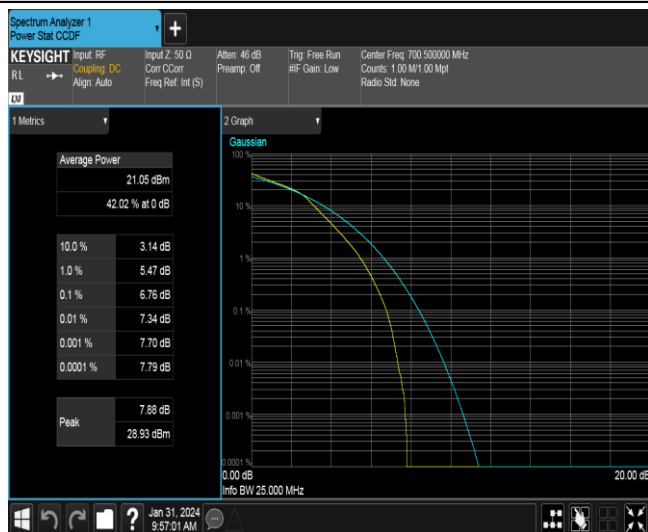 Spectrum Analyzer 1
Power Stat CCDF
+
KEYSIGHT
RL
LXI
Input: RF
Coupling: DC
Align: Auto
Input Z: 50 Ω
Corr CCorr
Freq Ref: Int (S)
Atten: 46 dB
Preamp: Off
Trig: Free Run
#IF Gain: Low
Center Freq: 700.500000 MHz
Counts: 1.00 M/1.00 Mpt
Radio Std: None
1 Metrics
Average Power
21.05 dBm
42.02 % at 0 dB
10.0 % 3.14 dB
1.0 % 5.47 dB
0.1 % 6.76 dB
0.01 % 7.34 dB
0.001 % 7.70 dB
0.0001 % 7.79 dB
Peak
7.88 dB
28.93 dBm
2 Graph
Gaussian
100 %
10 %
1 %
0.1 %
0.01 %
0.001 %
0.0001 %
0.00 dB 20.00 dB
Info BW 25.000 MHz
?
Jan 31, 2024
9:57:01 AM